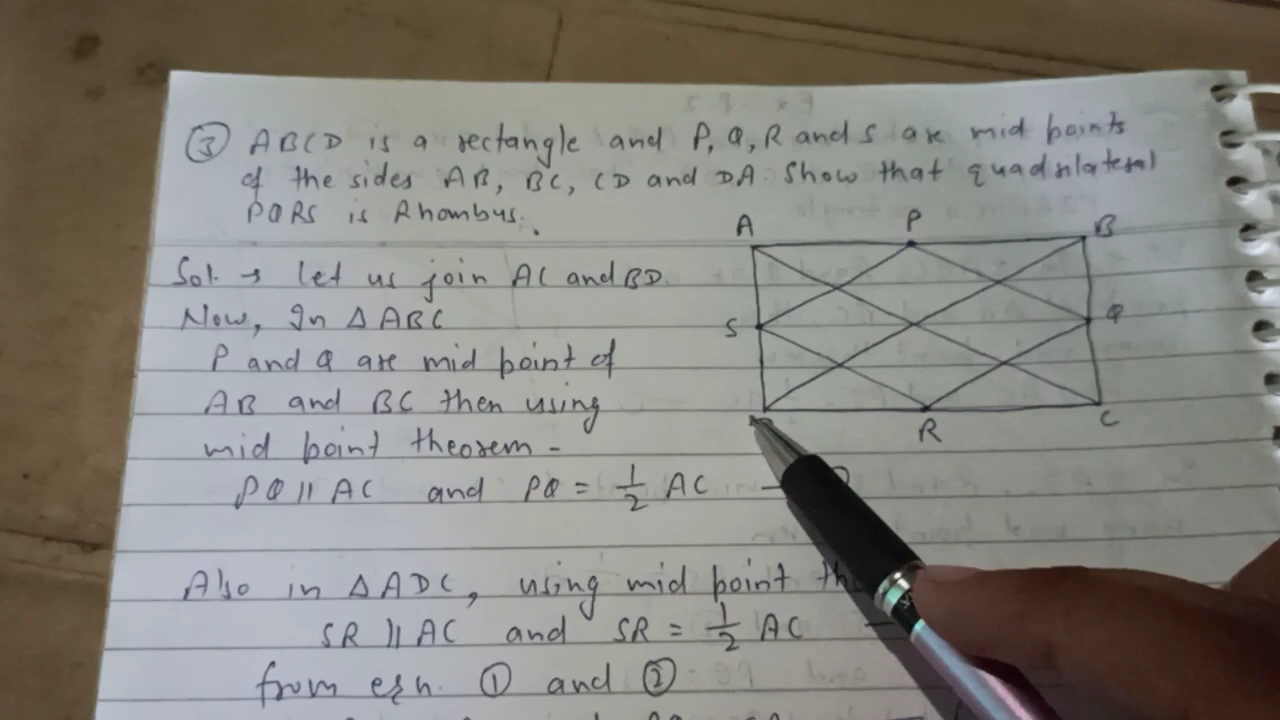 ③ ABCD is a rectangle and P, Q, R and S are mid points
of the sides AB, BC, CD and DA. Show that quadrilateral
PQRS is Rhombus.
A P B
Sol. → let us join AC and BD.
Now, In △ ABC
S Q
P and Q are mid point of
AB and BC then using
R C
mid point theorem -
PQ || AC and PQ = 1/2 AC —
Also in △ ADC, using mid point
SR || AC and SR = 1/2 AC —
from eqn. ① and ②